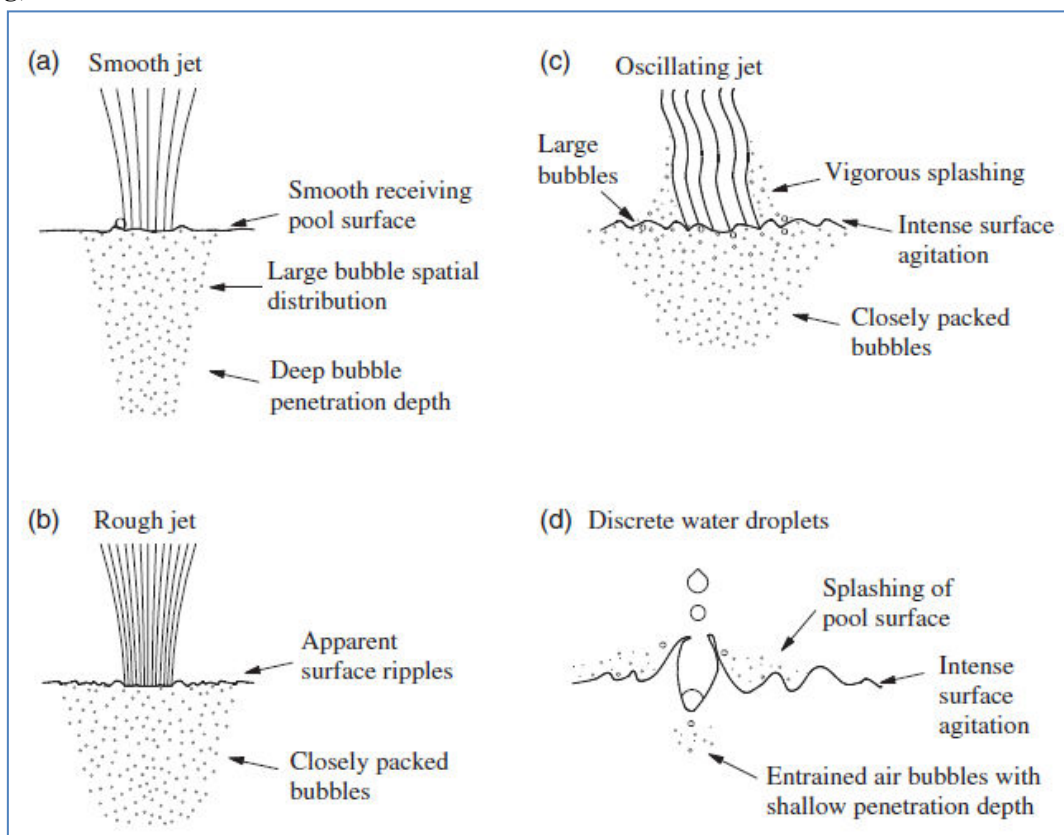 g,
(a) Smooth jet
Smooth receiving
pool surface
Large bubble spatial
distribution
Deep bubble
penetration depth
(c) Oscillating jet
Large
bubbles
Vigorous splashing
Intense surface
agitation
Closely packed
bubbles
(b) Rough jet
Apparent
surface ripples
Closely packed
bubbles
(d) Discrete water droplets
Splashing of
pool surface
Intense
surface
agitation
Entrained air bubbles with
shallow penetration depth